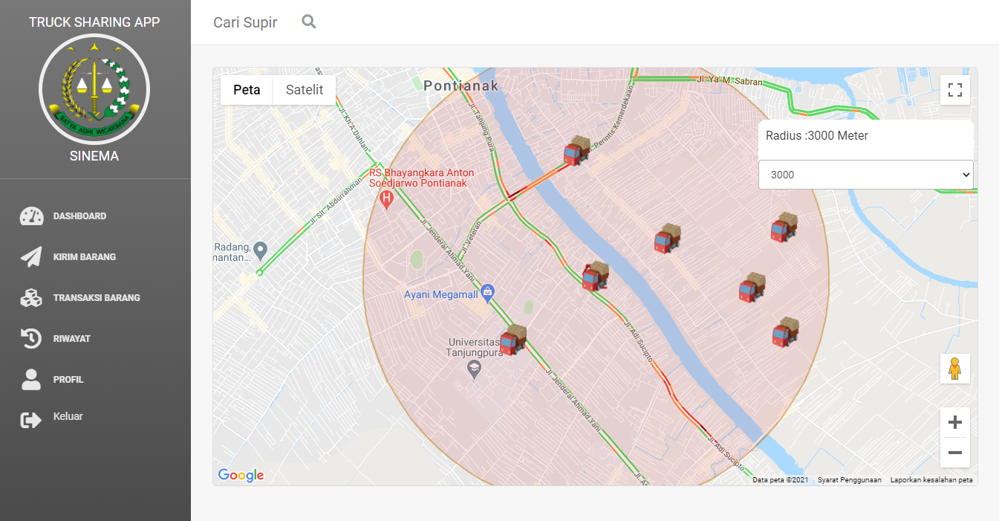 TRUCK SHARING APP
SATYA ADHI WICAKSANA
SINEMA
DASHBOARD
KIRIM BARANG
TRANSAKSI BARANG
RIWAYAT
PROFIL
Keluar
Cari Supir
Peta
Satelit
Pontianak
Jl. Ya' M. Sabran
Radius :3000 Meter
3000
Jl. Kh.A Dahlan
Jl. Tanjung Pura
Jl. Perintis Kemerdekaan
RS Bhayangkara Anton
Soedjarwo Pontianak
Jl. Sit. Abdurrahman
Jl. Veteran
Jl. Jenderal Ahmad Yani
Radang,
mantan...
Ayani Megamall
Universitas
Tanjungpura
Jl. Adi Sucipto
Jl. Jenderal Ahmad Yani
Jl. Adi Sucipto
Google
Data peta ©2021
Syarat Penggunaan
Laporkan kesalahan peta